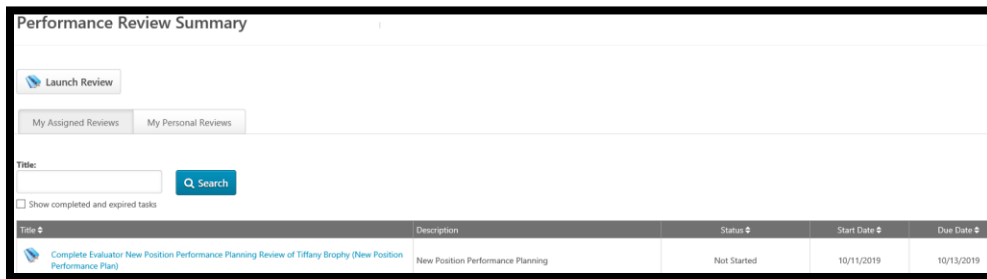 Performance Review Summary
Launch Review
My Assigned Reviews My Personal Reviews
Title:
Search
Show completed and expired tasks
Title Description Status Start Date Due Date
Complete Evaluator New Position Performance Planning Review of Tiffany Brophy (New Position
Performance Plan) New Position Performance Planning Not Started 10/11/2019 10/13/2019